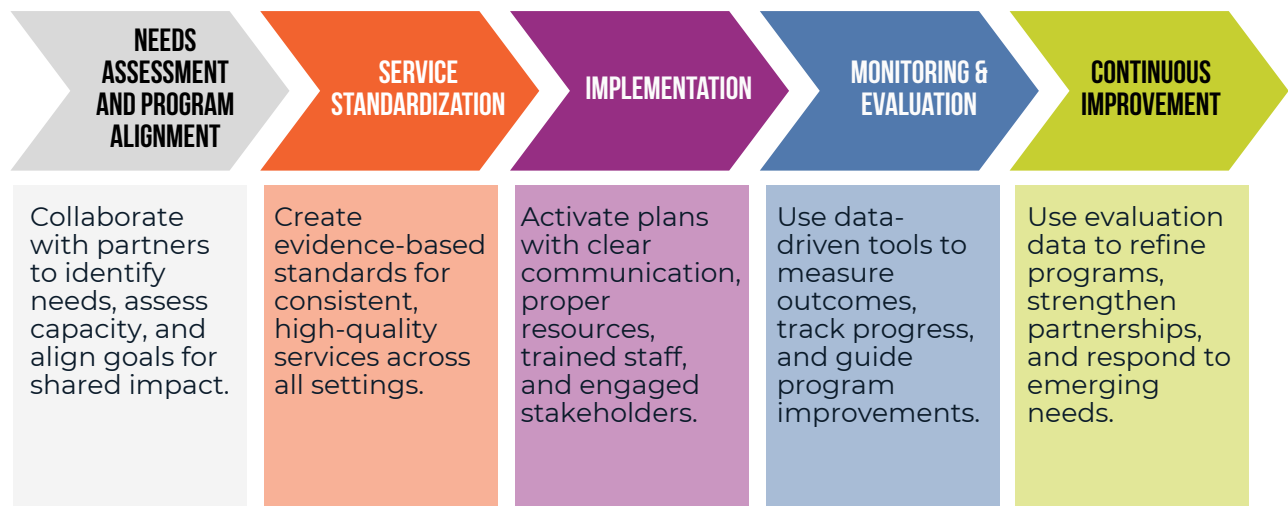 NEEDS
ASSESSMENT
AND PROGRAM
ALIGNMENT
SERVICE
STANDARDIZATION
IMPLEMENTATION
MONITORING &
EVALUATION
CONTINUOUS
IMPROVEMENT
Collaborate
with partners
to identify
needs, assess
capacity, and
align goals for
shared impact.
Create
evidence-based
standards for
consistent,
high-quality
services across
all settings.
Activate plans
with clear
communication,
proper
resources,
trained staff,
and engaged
stakeholders.
Use data-
driven tools to
measure
outcomes,
track progress,
and guide
program
improvements.
Use evaluation
data to refine
programs,
strengthen
partnerships,
and respond to
emerging
needs.